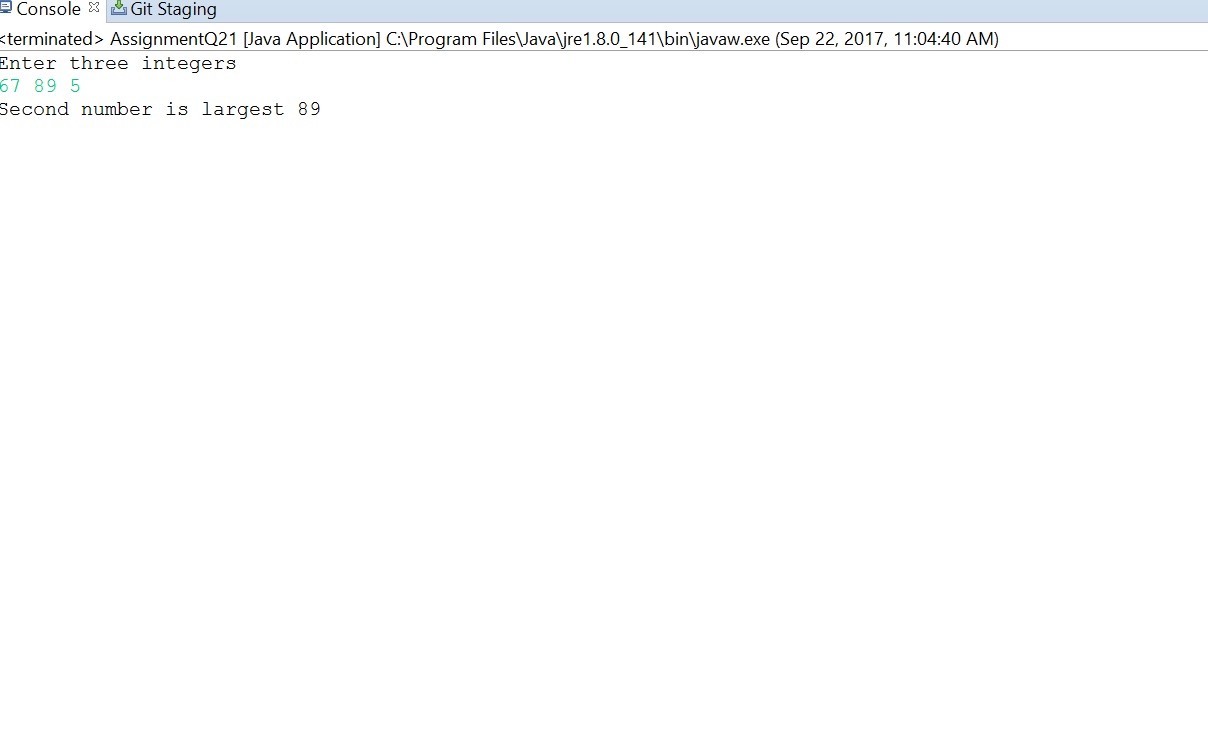 Console Git Staging
<terminated> AssignmentQ21 [Java Application] C:\Program Files\Java\jre1.8.0_141\bin\javaw.exe (Sep 22, 2017, 11:04:40 AM)
Enter three integers
67 89 5
Second number is largest 89